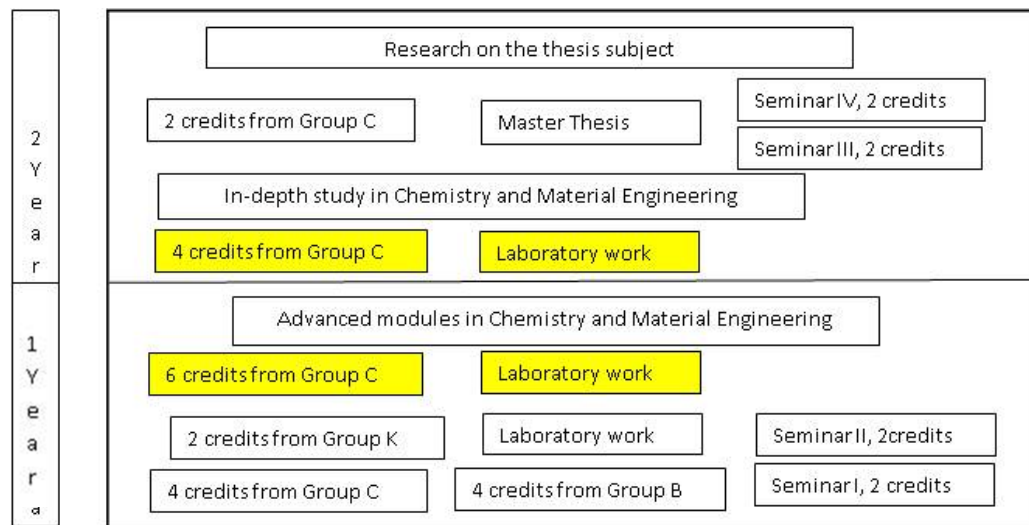 Research on the thesis subject
2 credits from Group C
Master Thesis
Seminar IV, 2 credits
Seminar III, 2 credits
In-depth study in Chemistry and Material Engineering
4 credits from Group C
Laboratory work
2
Y
e
a
r
Advanced modules in Chemistry and Material Engineering
6 credits from Group C
Laboratory work
2 credits from Group K
Laboratory work
Seminar II, 2credits
4 credits from Group C
4 credits from Group B
Seminar I, 2 credits
1
Y
e
a
r